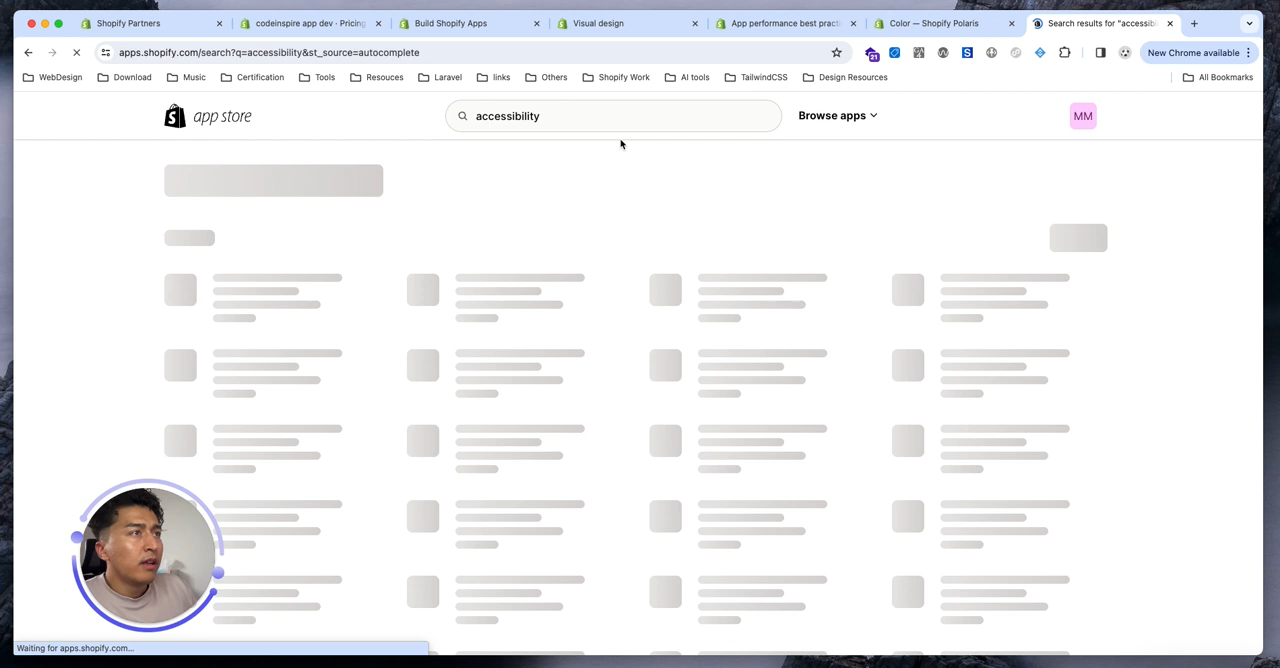 Shopify Partners
codeinspire app dev · Pricing
Build Shopify Apps
Visual design
App performance best practi
Color — Shopify Polaris
Search results for "accessib
apps.shopify.com/search?q=accessibility&st_source=autocomplete
21
New Chrome available
WebDesign
Download
Music
Certification
Tools
Resouces
Laravel
links
Others
Shopify Work
AI tools
TailwindCSS
Design Resources
All Bookmarks
app store
accessibility
Browse apps
MM
Waiting for apps.shopify.com...